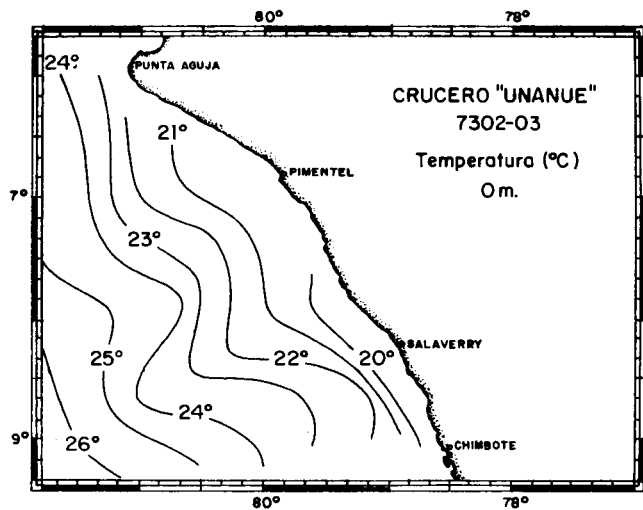 80°
78°
24°
PUNTA AGUJA
CRUCERO "UNANUE"
7302-03
21°
Temperatura (°C)
PIMENTEL
0 m.
7°
23°
SALAVERRY
25°
22°
20°
24°
26°
9°
CHIMBOTE
80°
78°